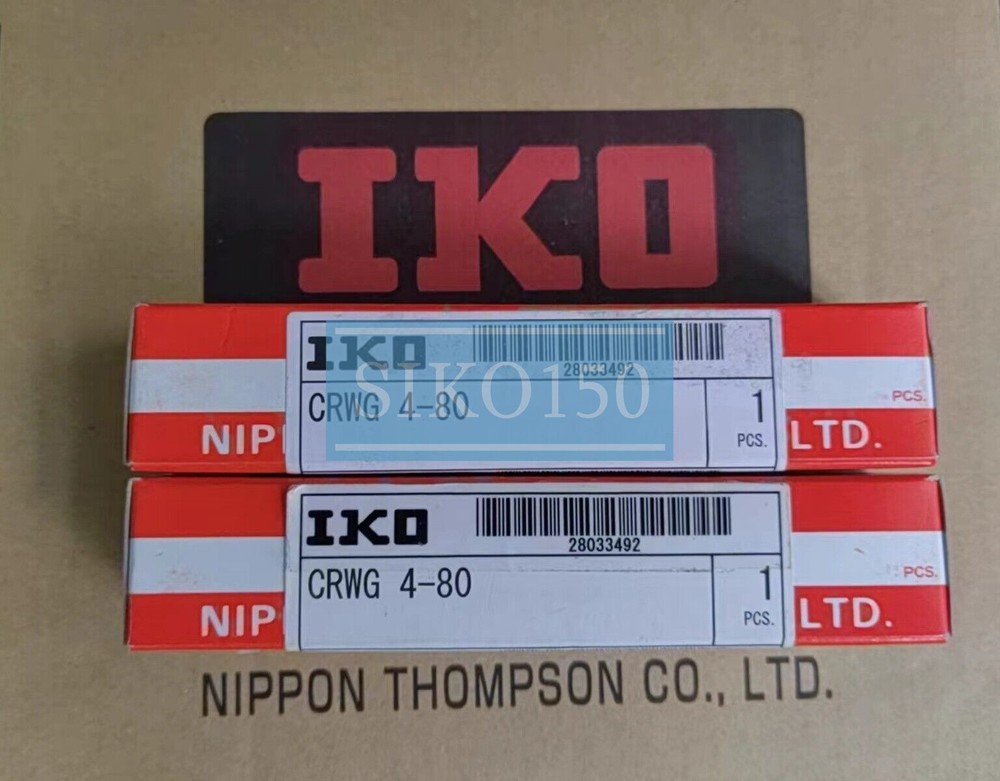 IKO
IKO
28033492
CRWG 4-80
1
PCS.
SIKO150
NIP
LTD.
PCS.
IKO
28033492
CRWG 4-80
1
PCS.
NIP
LTD.
PCS.
NIPPON THOMPSON CO., LTD.